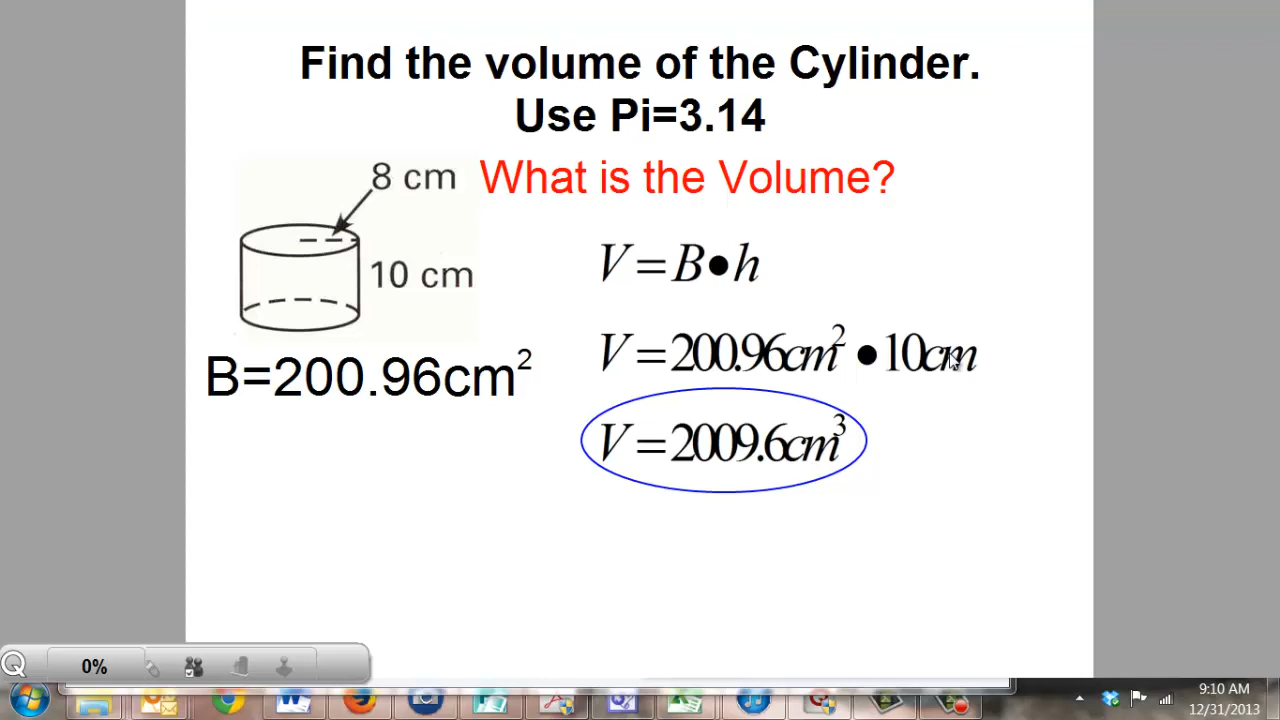 Find the volume of the Cylinder.
Use Pi=3.14
8 cm
What is the Volume?
10 cm
V = B•h
B=200.96cm²
V = 200.96cm² •10cm
V = 2009.6cm³
0%
9:10 AM
12/31/2013